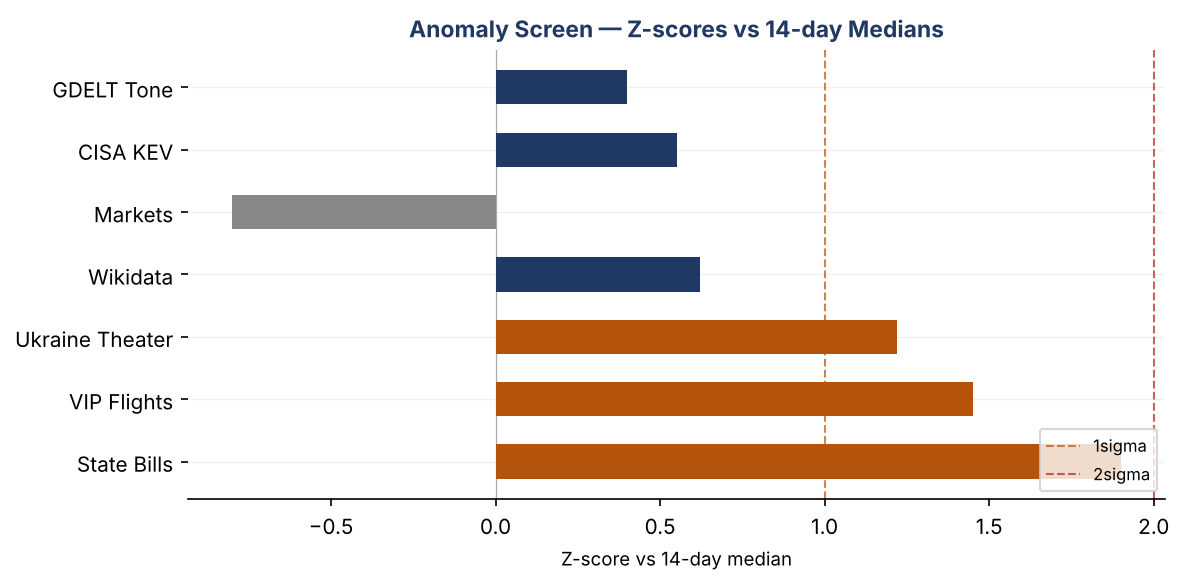 Anomaly Screen — Z-scores vs 14-day Medians
GDELT Tone
CISA KEV
Markets
Wikidata
Ukraine Theater
VIP Flights
State Bills
1sigma
2sigma
−0.5 0.0 0.5 1.0 1.5 2.0
Z-score vs 14-day median